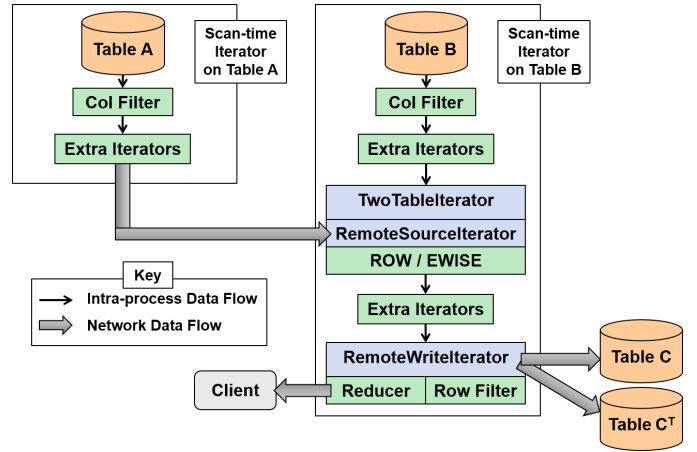 Table A
Scan-time
Iterator
on Table A
Col Filter
Extra Iterators
Table B
Scan-time
Iterator
on Table B
Col Filter
Extra Iterators
TwoTableIterator
RemoteSourceIterator
ROW / EWISE
Extra Iterators
RemoteWriteIterator
Reducer
Row Filter
Key
Intra-process Data Flow
Network Data Flow
Client
Table C
Table Cᵀ